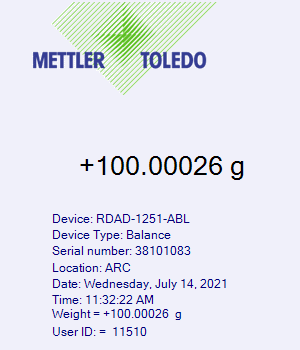 METTLER TOLEDO
+100.00026 g
Device: RDAD-1251-ABL
Device Type: Balance
Serial number: 38101083
Location: ARC
Date: Wednesday, July 14, 2021
Time: 11:32:22 AM
Weight = +100.00026 g
User ID: = 11510